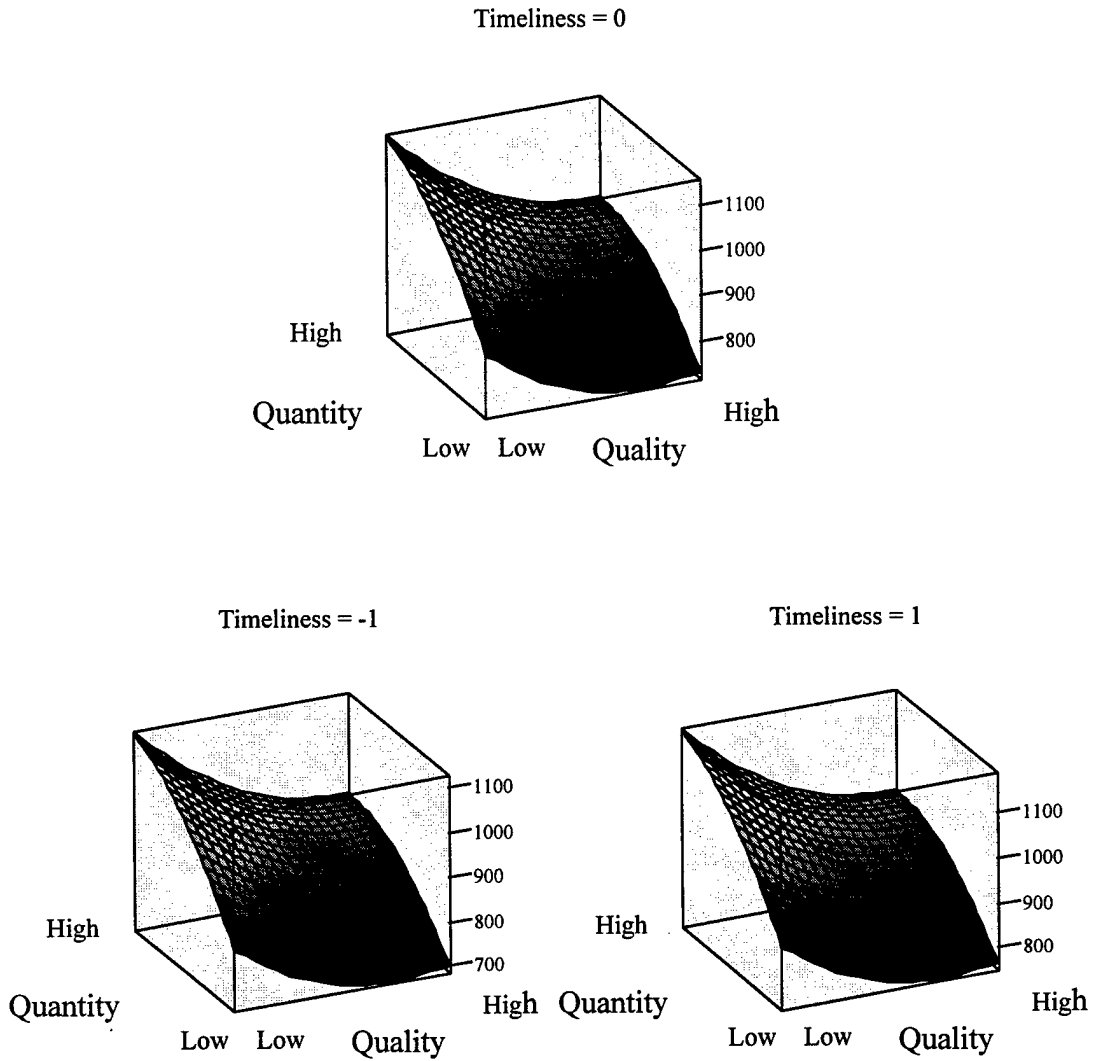 Timeliness = 0
1100
1000
900
800
High
Quantity
Low Low Quality
High
Timeliness = -1
1100
1000
900
800
700
High
Quantity
Low Low Quality
High
Timeliness = 1
1100
1000
900
800
High
Quantity
Low Low Quality
High